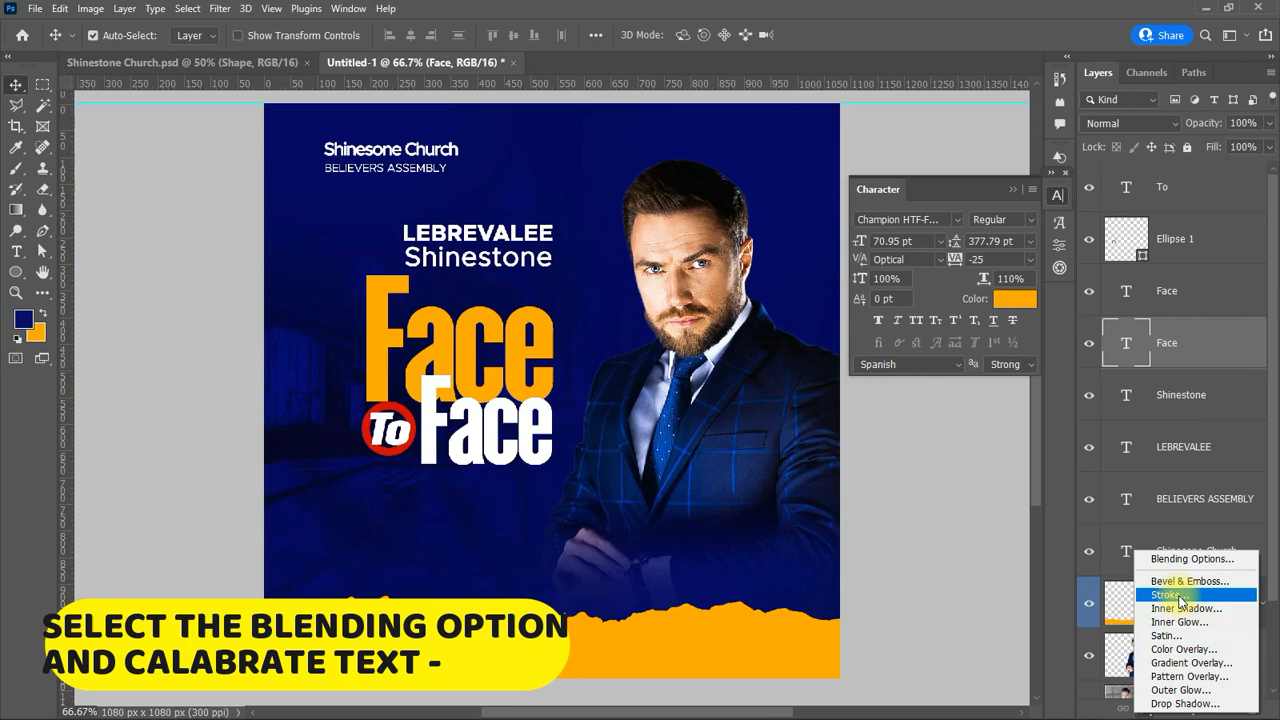 Ps File Edit Image Layer Type Select Filter 3D View Plugins Window Help
Auto-Select: Layer Show Transform Controls 3D Mode: Share
Shinestone Church.psd @ 50% (Shape, RGB/16) × Untitled-1 @ 66.7% (Face, RGB/16) * ×
Layers Channels Paths
Kind
Normal Opacity: 100%
Lock: Fill: 100%
Shinesone Church
BELIEVERS ASSEMBLY
LEBREVALEE
Shinestone
Face
To Face
Character
Champion HTF-F... Regular
70.95 pt 377.79 pt
Optical -25
100% 110%
0 pt Color:
Spanish Strong
To
Ellipse 1
Face
Face
Shinestone
LEBREVALEE
BELIEVERS ASSEMBLY
Blending Options...
Bevel & Emboss...
Stroke...
Inner Shadow...
Inner Glow...
Satin...
Color Overlay...
Gradient Overlay...
Pattern Overlay...
Outer Glow...
Drop Shadow...
SELECT THE BLENDING OPTION
AND CALABRATE TEXT -
66.67% 1080 px x 1080 px (300 ppi)